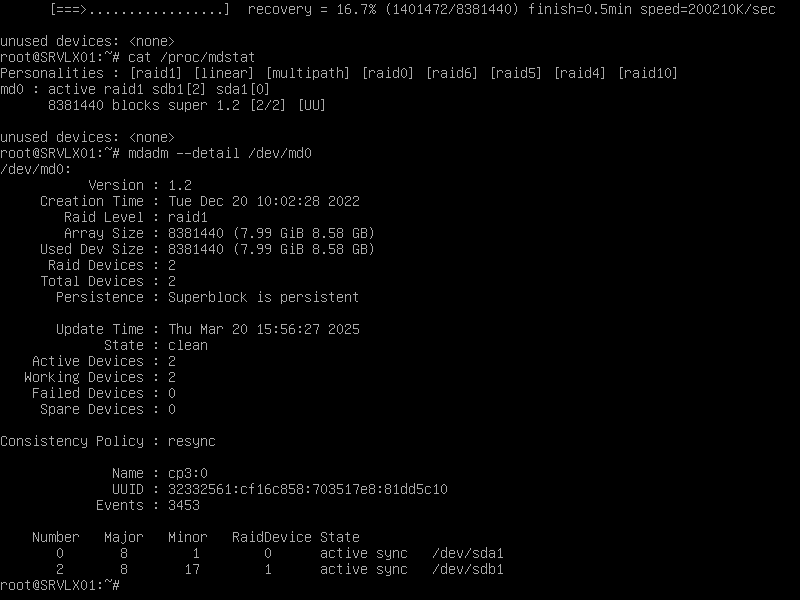 [===>.................]  recovery = 16.7% (1401472/8381440) finish=0.5min speed=200210K/sec
unused devices: <none>
root@SRVLX01:~# cat /proc/mdstat
Personalities : [raid1] [linear] [multipath] [raid0] [raid6] [raid5] [raid4] [raid10]
md0 : active raid1 sdb1[2] sda1[0]
      8381440 blocks super 1.2 [2/2] [UU]
unused devices: <none>
root@SRVLX01:~# mdadm --detail /dev/md0
/dev/md0:
           Version : 1.2
     Creation Time : Tue Dec 20 10:02:28 2022
        Raid Level : raid1
        Array Size : 8381440 (7.99 GiB 8.58 GB)
     Used Dev Size : 8381440 (7.99 GiB 8.58 GB)
      Raid Devices : 2
     Total Devices : 2
       Persistence : Superblock is persistent
       Update Time : Thu Mar 20 15:56:27 2025
             State : clean
    Active Devices : 2
   Working Devices : 2
    Failed Devices : 0
     Spare Devices : 0
Consistency Policy : resync
              Name : cp3:0
              UUID : 32332561:cf16c858:703517e8:81dd5c10
            Events : 3453
    Number   Major   Minor   RaidDevice State
       0       8        1        0      active sync   /dev/sda1
       2       8       17        1      active sync   /dev/sdb1
root@SRVLX01:~#